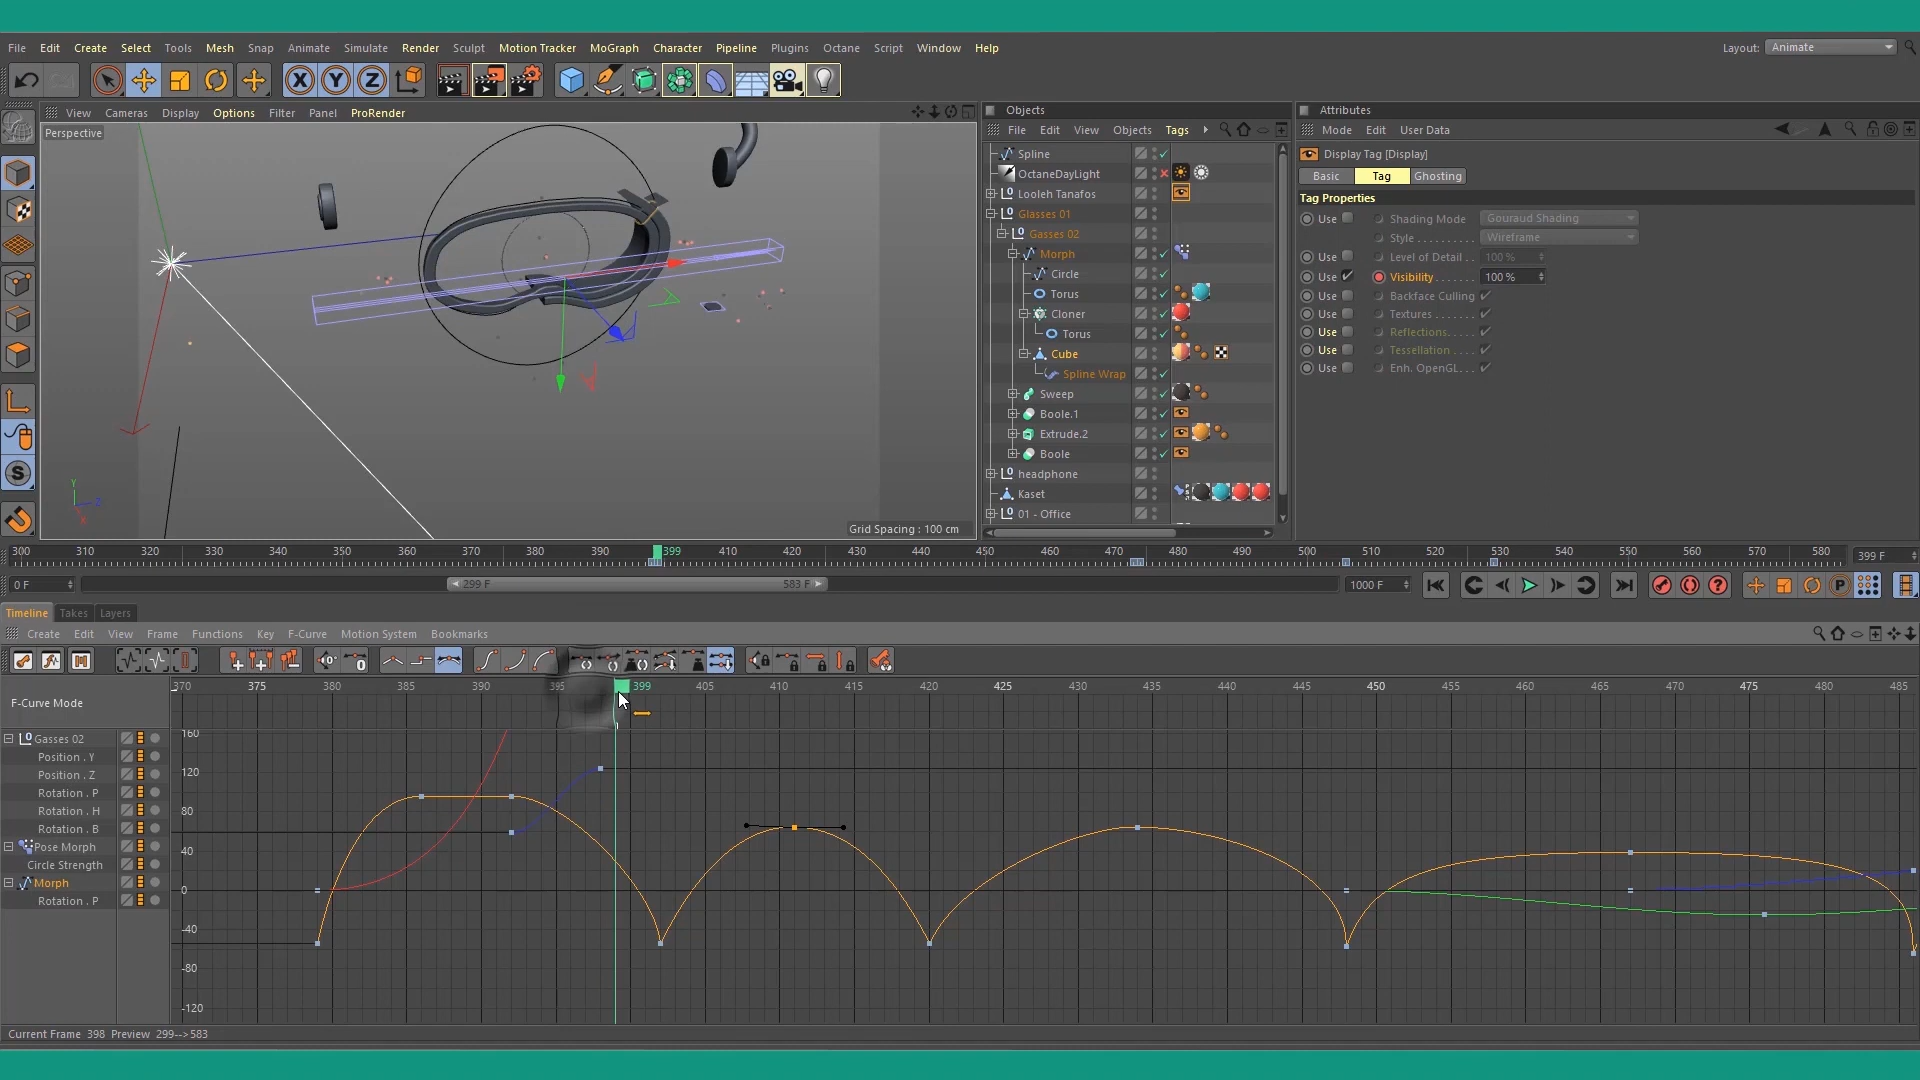 File Edit Create Select Tools Mesh Snap Animate Simulate Render Sculpt Motion Tracker MoGraph Character Pipeline Plugins Octane Script Window Help Layout: Animate
View Cameras Display Options Filter Panel ProRender
Perspective
Grid Spacing : 100 cm
Objects
File Edit View Objects Tags
Spline
OctaneDayLight
Looleh Tanafos
Glasses 01
Gasses 02
Morph
Circle
Torus
Cloner
Torus
Cube
Spline Wrap
Sweep
Boole.1
Extrude.2
Boole
headphone
Kaset
01 - Office
Attributes
Mode Edit User Data
Display Tag [Display]
Basic Tag Ghosting
Tag Properties
Use Shading Mode Gouraud Shading
Style . . . . . . . . . . Wireframe
Use Level of Detail . . 100 %
Use Visibility . . . . . . . 100 %
Use Backface Culling
Use Textures . . . . . . .
Use Reflections. . . . .
Use Tessellation . . . .
Use Enh. OpenGL. . . .
300 310 320 330 340 350 360 370 380 390 399 410 420 430 440 450 460 470 480 490 500 510 520 530 540 550 560 570 580 399 F
0 F 299 F 583 F 1000 F
Timeline Takes Layers
Create Edit View Frame Functions Key F-Curve Motion System Bookmarks
F-Curve Mode
370 375 380 385 390 395 399 405 410 415 420 425 430 435 440 445 450 455 460 465 470 475 480 485
Gasses 02
Position . Y
Position . Z
Rotation . P
Rotation . H
Rotation . B
Pose Morph
Circle Strength
Morph
Rotation . P
160
120
80
40
0
-40
-80
-120
Current Frame 398 Preview 299-->583